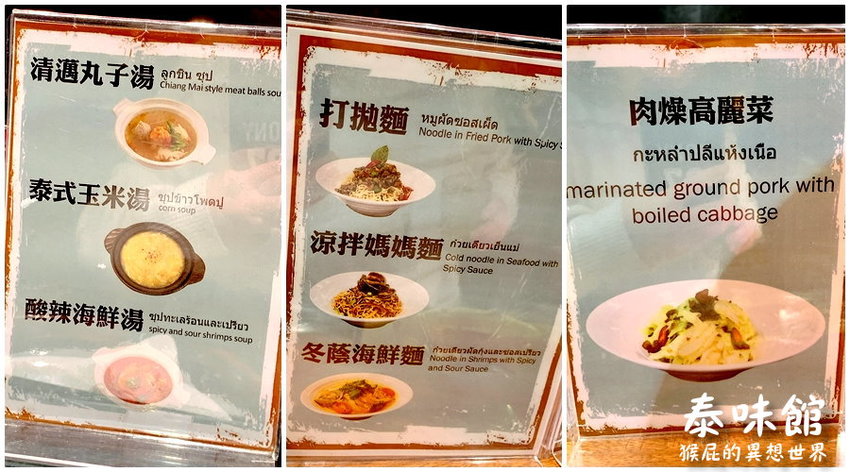 清邁丸子湯 ลูกชิ้น ซุป
Chiang Mai style meat balls sou
泰式玉米湯 ซุปข้าวโพดปู
corn soup
酸辣海鮮湯 ซุปทะเลร้อนและเปรี้ยว
spicy and sour shrimps soup
打拋麵 หมูผัดซอสเผ็ด
Noodle in Fried Pork with Spicy S
涼拌媽媽麵 ก๋วยเตี๋ยวเย็นแม่
Cold noodle in Seafood with
Spicy Sauce
冬蔭海鮮麵 ก๋วยเตี๋ยวผัดกุ้งและซอสเปรี้ยว
Noodle in Shrimps with Spicy
and Sour Sauce
肉燥高麗菜
กะหล่ำปลีแห้งเนื้อ
marinated ground pork with
boiled cabbage
泰味館
猴屁的異想世界